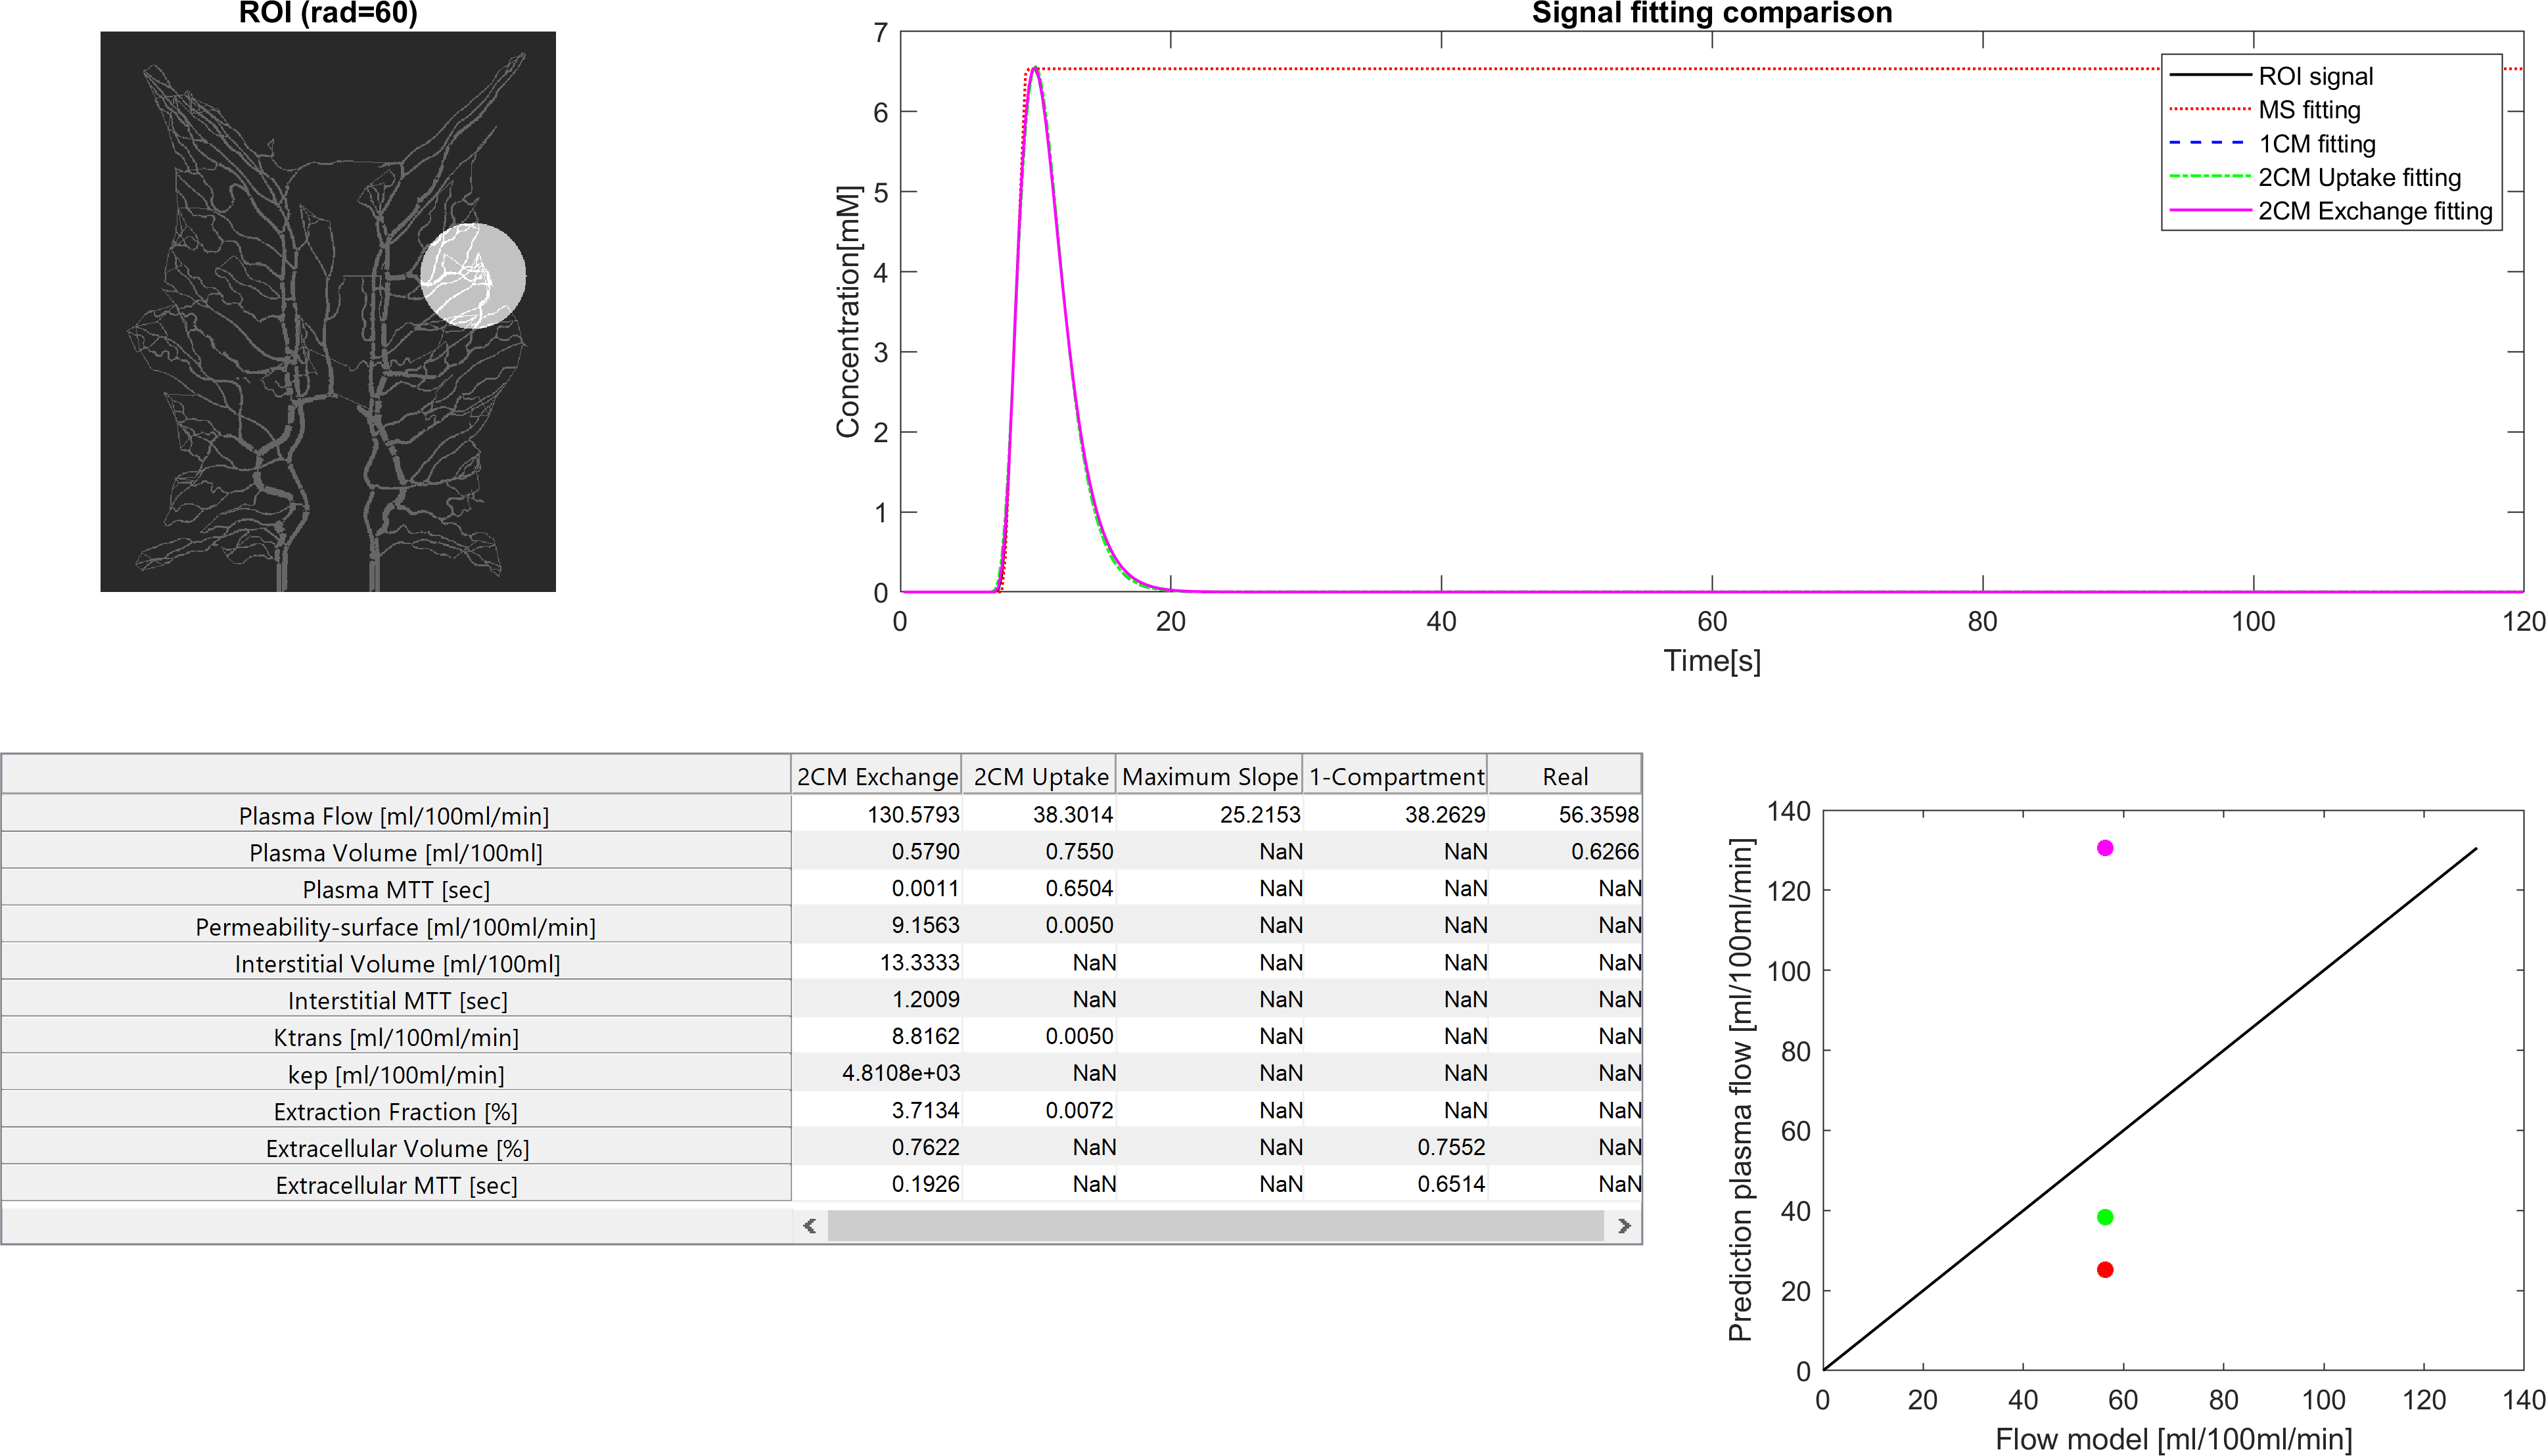 ROI (rad=60)
Signal fitting comparison
7
6
5
4
3
2
1
0
Concentration[mM]
0 20 40 60 80 100 120
Time[s]
ROI signal
MS fitting
1CM fitting
2CM Uptake fitting
2CM Exchange fitting
2CM Exchange 2CM Uptake Maximum Slope 1-Compartment Real
Plasma Flow [ml/100ml/min] 130.5793 38.3014 25.2153 38.2629 56.3598
Plasma Volume [ml/100ml] 0.5790 0.7550 NaN NaN 0.6266
Plasma MTT [sec] 0.0011 0.6504 NaN NaN NaN
Permeability-surface [ml/100ml/min] 9.1563 0.0050 NaN NaN NaN
Interstitial Volume [ml/100ml] 13.3333 NaN NaN NaN NaN
Interstitial MTT [sec] 1.2009 NaN NaN NaN NaN
Ktrans [ml/100ml/min] 8.8162 0.0050 NaN NaN NaN
kep [ml/100ml/min] 4.8108e+03 NaN NaN NaN NaN
Extraction Fraction [%] 3.7134 0.0072 NaN NaN NaN
Extracellular Volume [%] 0.7622 NaN NaN 0.7552 NaN
Extracellular MTT [sec] 0.1926 NaN NaN 0.6514 NaN
140
120
100
80
60
40
20
0
Prediction plasma flow [ml/100ml/min]
0 20 40 60 80 100 120 140
Flow model [ml/100ml/min]